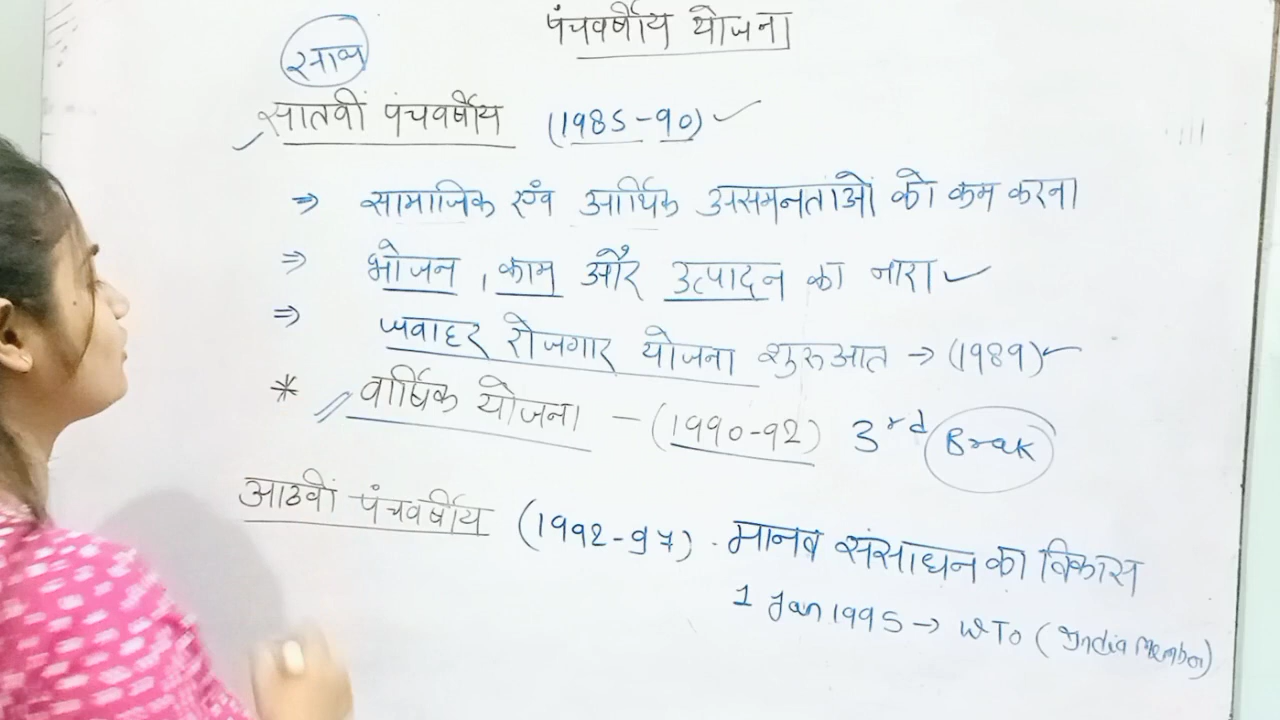 पंचवर्षीय योजना
सातवीं पंचवर्षीय (1985-90)
⇒ सामाजिक एवं आर्थिक असमनताओं को कम करना
⇒ भोजन, काम और उत्पादन का नारा
⇒ जवाहर रोजगार योजना शुरुआत → (1989)
* वार्षिक योजना - (1990-92) 3rd Brak
आठवीं पंचवर्षीय (1992-97). मानव संसाधन का विकास
1 Jan 1995 → WTO (India Member)